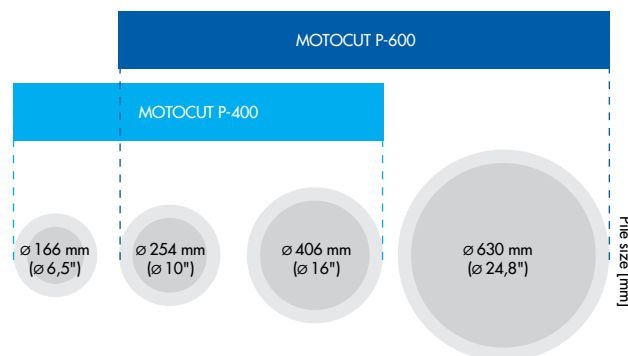 MOTOCUT P-600
MOTOCUT P-400
⌀ 166 mm
(⌀ 6,5")
⌀ 254 mm
(⌀ 10")
⌀ 406 mm
(⌀ 16")
⌀ 630 mm
(⌀ 24,8")
Pile size [mm]